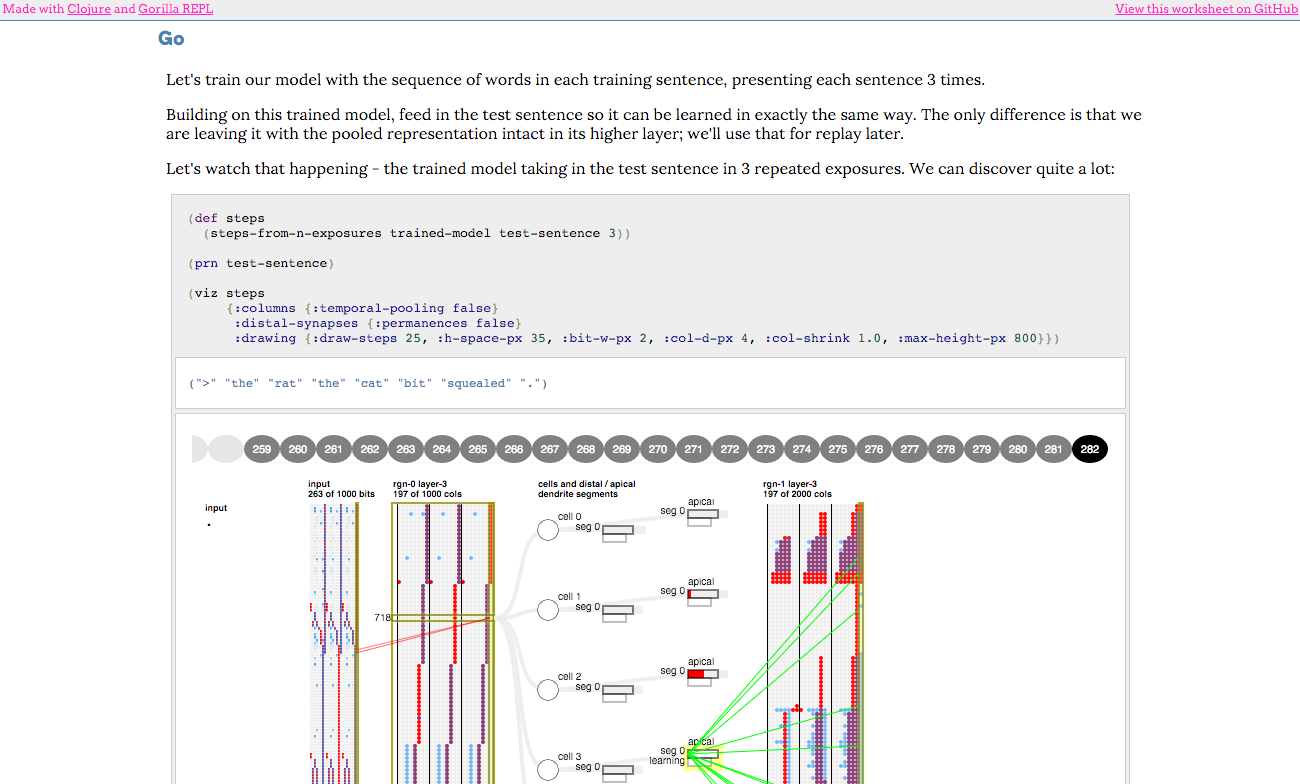 Made with Clojure and Gorilla REPL
View this worksheet on GitHub
Go
Let's train our model with the sequence of words in each training sentence, presenting each sentence 3 times.
Building on this trained model, feed in the test sentence so it can be learned in exactly the same way. The only difference is that we
are leaving it with the pooled representation intact in its higher layer; we'll use that for replay later.
Let's watch that happening - the trained model taking in the test sentence in 3 repeated exposures. We can discover quite a lot:
(def steps
(steps-from-n-exposures trained-model test-sentence 3))
(prn test-sentence)
(viz steps
{:columns {:temporal-pooling false}
:distal-synapses {:permanences false}
:drawing {:draw-steps 25, :h-space-px 35, :bit-w-px 2, :col-d-px 4, :col-shrink 1.0, :max-height-px 800}})
(">" "the" "rat" "the" "cat" "bit" "squealed" ".")
259 260 261 262 263 264 265 266 267 268 269 270 271 272 273 274 275 276 277 278 279 280 281 282
input
input
263 of 1000 bits
rgn-0 layer-3
197 of 1000 cols
cells and distal / apical
dendrite segments
rgn-1 layer-3
197 of 2000 cols
718
cell 0
seg 0
apical
seg 0
cell 1
seg 0
apical
seg 0
cell 2
seg 0
apical
seg 0
cell 3
seg 0
apical
seg 0
learning